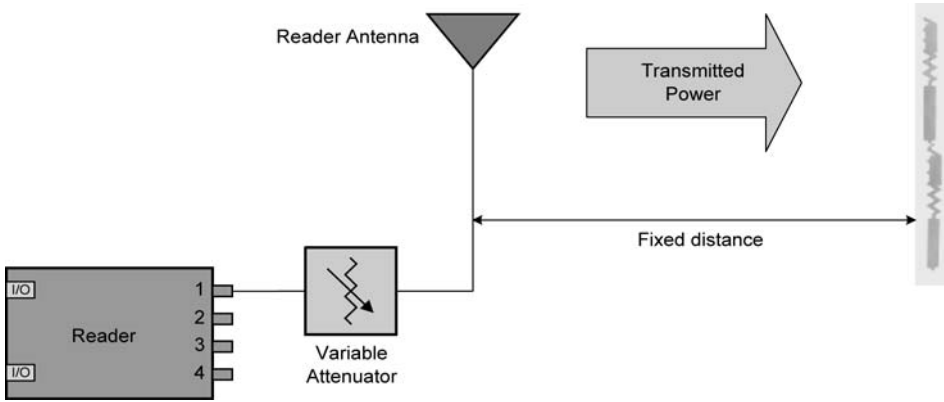 Reader Antenna
Transmitted
Power
Fixed distance
I/O
1
2
Reader
3
I/O
4
Variable
Attenuator